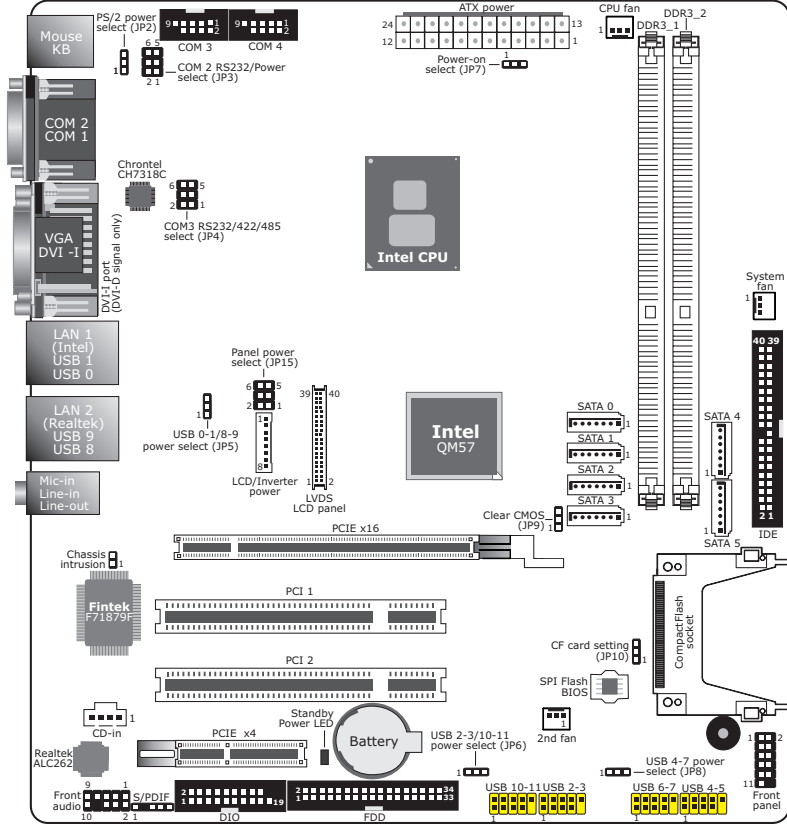 PS/2 power
select (JP2)
1
6 5
2 1
COM 2 RS232/Power
select (JP3)
9 1
2
COM 3
9 1
2
COM 4
ATX power
24 13
12 1
Power-on
select (JP7)
1
CPU fan
1
DDR3_1
DDR3_2
Mouse
KB
COM 2
COM 1
VGA
DVI -I
DVI-I port
(DVI-D signal only)
Chrontel
CH7318C
6 5
2 1
COM3 RS232/422/485
select (JP4)
Intel CPU
System
fan
1
LAN 1
(Intel)
USB 1
USB 0
LAN 2
(Realtek)
USB 9
USB 8
Mic-in
Line-in
Line-out
1
USB 0-1/8-9
power select (JP5)
Panel power
select (JP15)
6 5
2 1
1
8
LCD/Inverter
power
39 40
1 2
LVDS
LCD panel
Intel
QM57
SATA 0
1
SATA 1
1
SATA 2
1
SATA 3
1
Clear CMOS
(JP9)
1
SATA 4
1
SATA 5
1
40 39
2 1
IDE
PCIE x16
Chassis
intrusion
1
Fintek
F71879F
PCI 1
PCI 2
CompactFlash
socket
CF card setting
(JP10)
1
SPI Flash
BIOS
1
2nd fan
CD-in
1
Realtek
ALC262
PCIE x4
Standby
Power LED
Battery
USB 2-3/10-11
power select (JP6)
1
USB 4-7 power
select (JP8)
1
1 2
11
Front
panel
9 1
10 2
Front
audio
S/PDIF
1
2
1 19
DIO
2 34
1 33
FDD
USB 10-11
1
USB 2-3
1
USB 6-7
1
USB 4-5
1